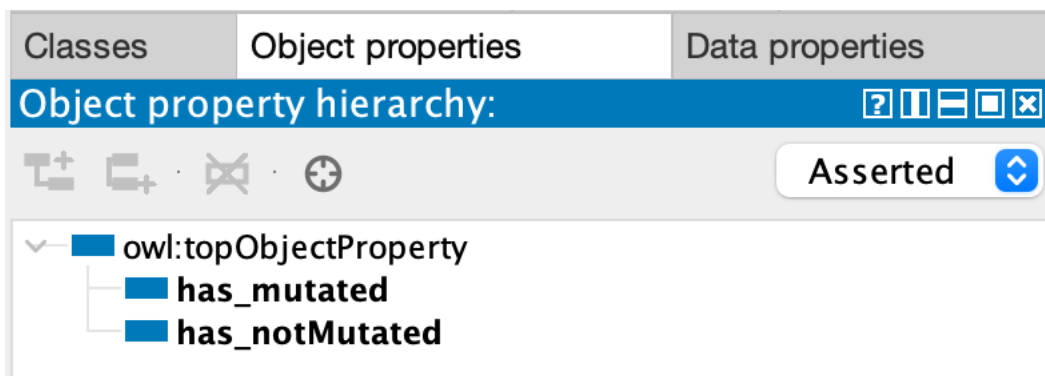 Classes Object properties Data properties
Object property hierarchy:
Asserted
owl:topObjectProperty
has_mutated
has_notMutated